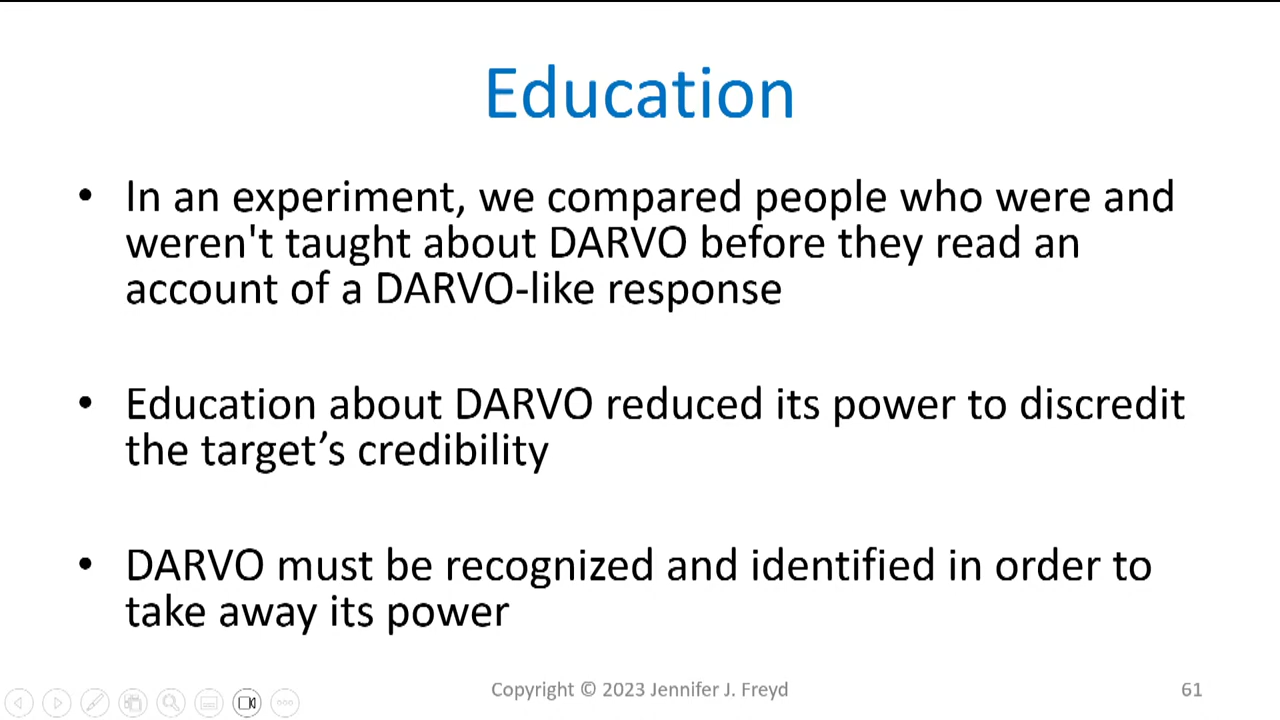 Education
• In an experiment, we compared people who were and
weren't taught about DARVO before they read an
account of a DARVO-like response
• Education about DARVO reduced its power to discredit
the target’s credibility
• DARVO must be recognized and identified in order to
take away its power
Copyright © 2023 Jennifer J. Freyd
61